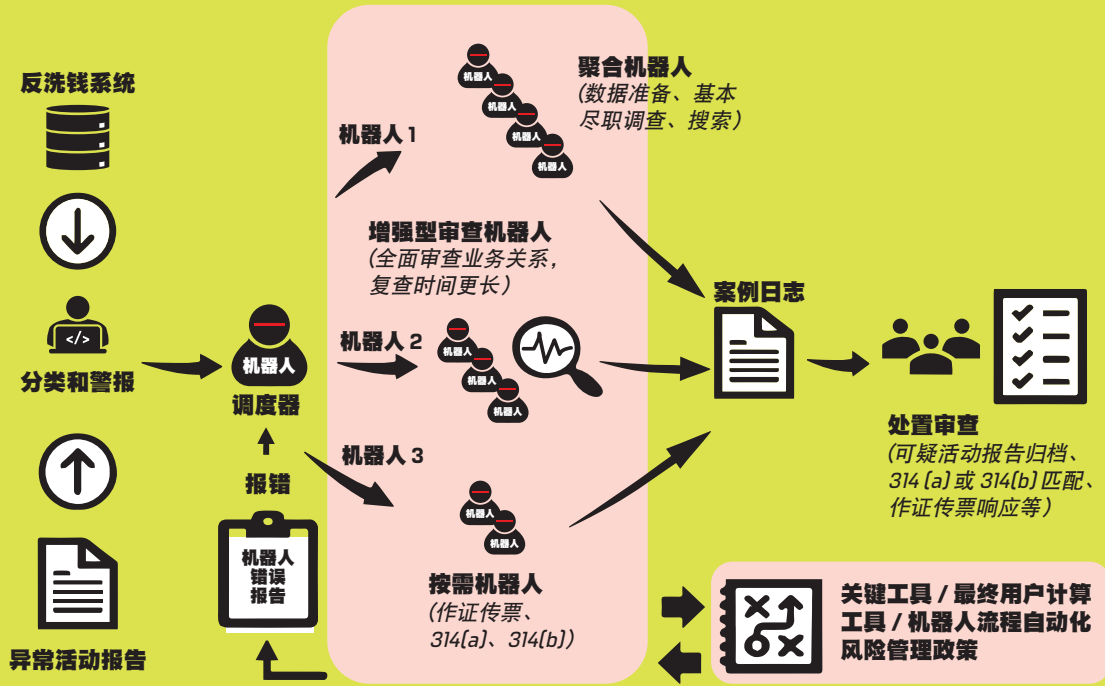 反洗钱系统
分类和警报
异常活动报告
机器人
调度器
报错
机器人
错误
报告
机器人 1
机器人
机器人
机器人
机器人
聚合机器人
(数据准备、基本
尽职调查、搜索)
增强型审查机器人
(全面审查业务关系，
复查时间更长)
机器人 2
机器人
机器人
机器人
机器人 3
机器人
机器人
按需机器人
(作证传票、
314(a)、314(b))
案例日志
处置审查
(可疑活动报告归档、
314 (a) 或 314(b) 匹配、
作证传票响应等)
关键工具 / 最终用户计算
工具 / 机器人流程自动化
风险管理政策